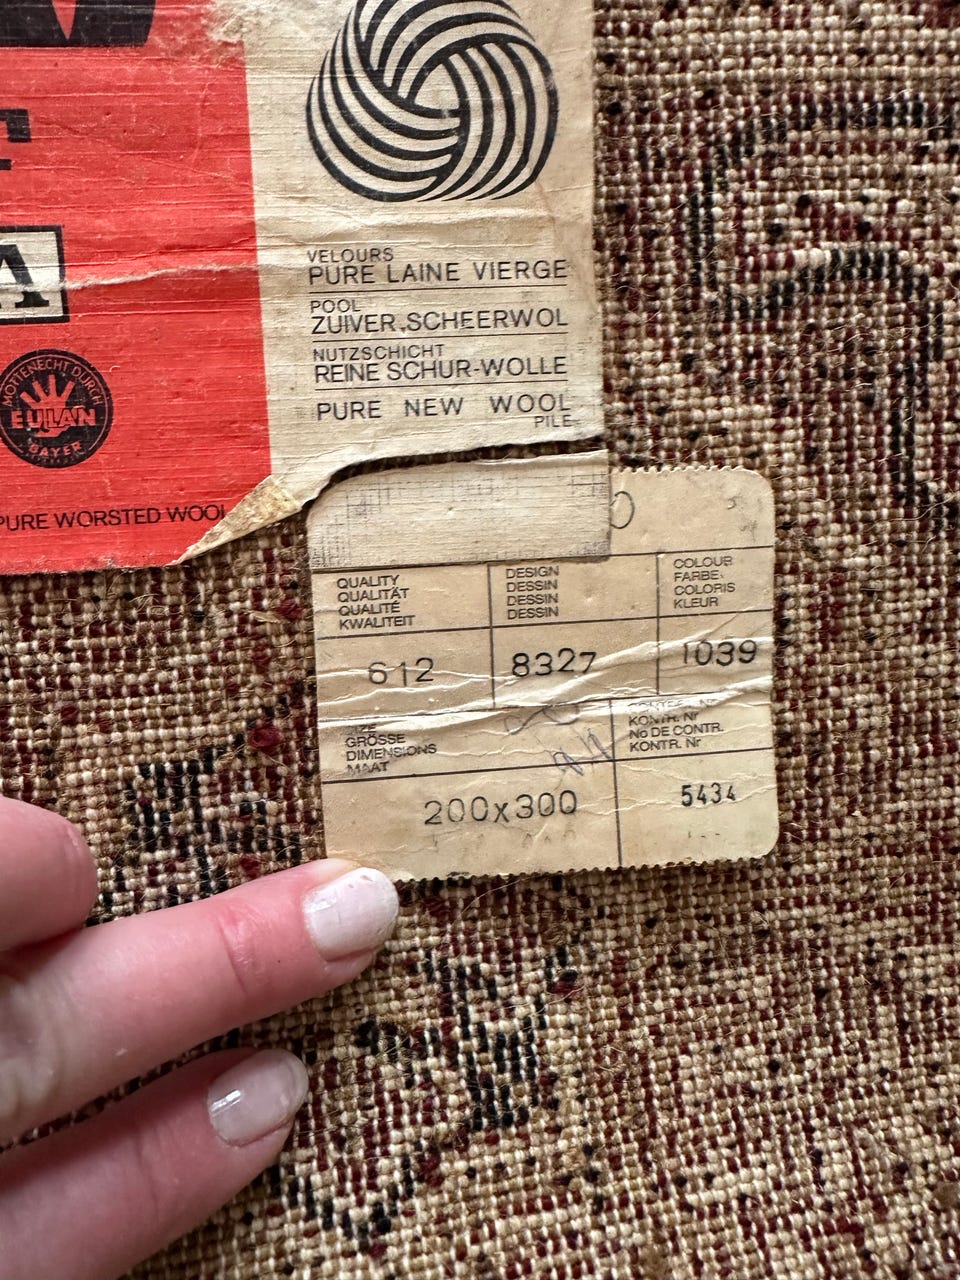 T
A
VELOURS
PURE LAINE VIERGE
POOL
ZUIVER SCHEERWOL
NUTZSCHICHT
REINE SCHUR-WOLLE
PURE NEW WOOL
PILE
MOTTENECHT DURCH
EULAN
BAYER
PURE WORSTED WOOL
QUALITY
QUALITÄT
QUALITÉ
KWALITEIT
DESIGN
DESSIN
DESSIN
DESSIN
COLOUR
FARBE
COLORIS
KLEUR
612
8327
1039
GRÖSSE
DIMENSIONS
MAAT
KONTR. Nr
No DE CONTR.
KONTR. Nr
200x300
5434